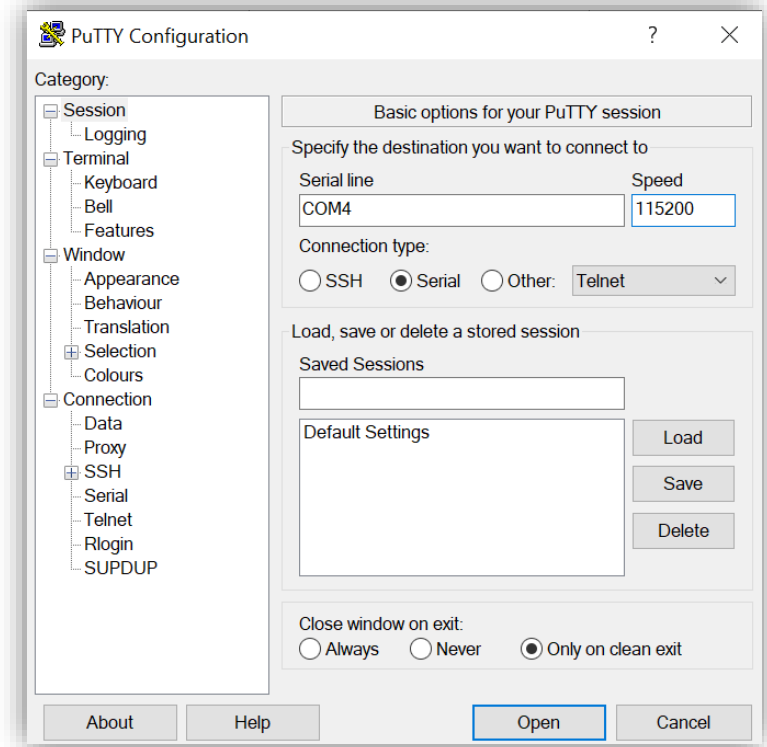 PuTTY Configuration
?
Category:
Session
Logging
Terminal
Keyboard
Bell
Features
Window
Appearance
Behaviour
Translation
Selection
Colours
Connection
Data
Proxy
SSH
Serial
Telnet
Rlogin
SUPDUP
Basic options for your PuTTY session
Specify the destination you want to connect to
Serial line Speed
COM4 115200
Connection type:
SSH Serial Other: Telnet
Load, save or delete a stored session
Saved Sessions
Default Settings
Load
Save
Delete
Close window on exit:
Always Never Only on clean exit
About Help Open Cancel